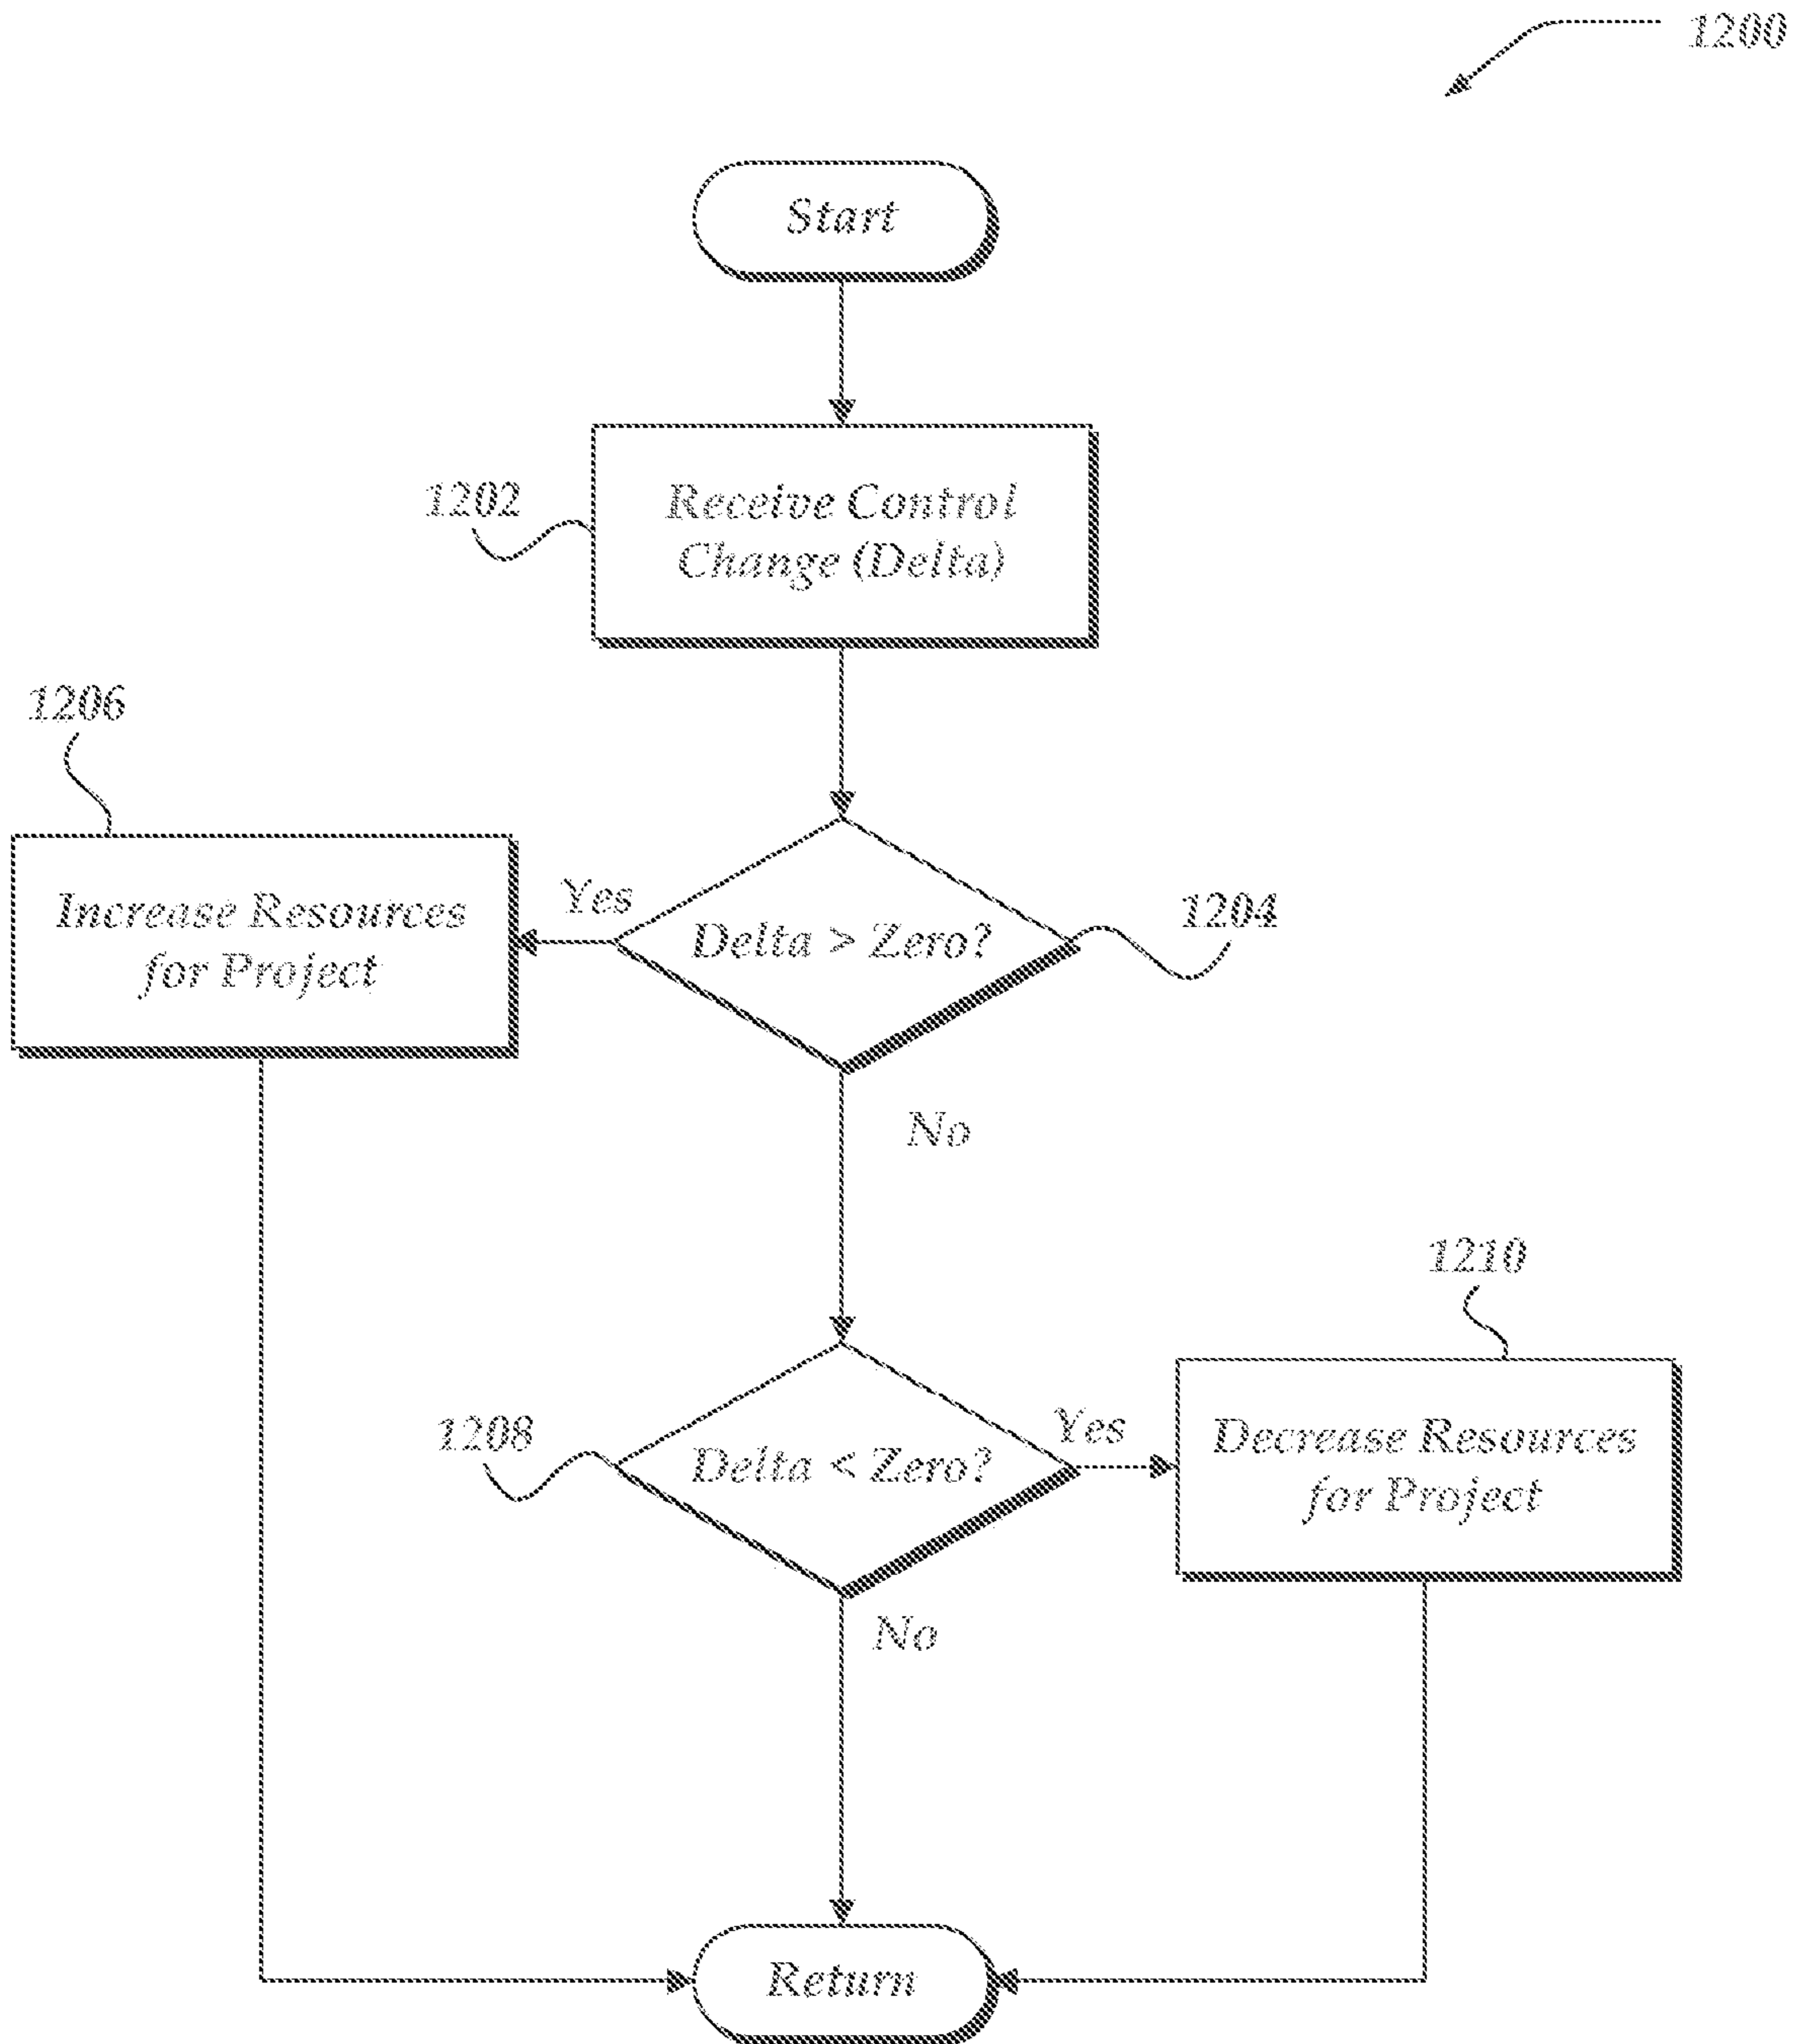 1200
Start
1202
Receive Control
Change (Delta)
1206
Increase Resources
for Project
Yes
Delta > Zero?
1204
No
1210
1208
Delta < Zero?
Yes
Decrease Resources
for Project
No
Return